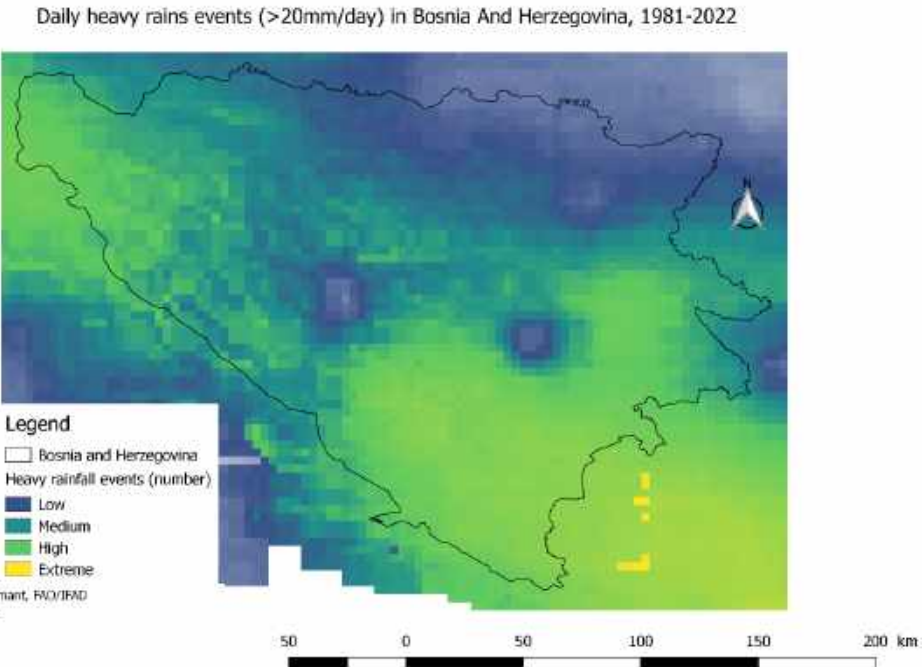 Daily heavy rains events (>20mm/day) in Bosnia And Herzegovina, 1981-2022
N
Legend
Bosnia and Herzegovina
Heavy rainfall events (number)
Low
Medium
High
Extreme
FAO/IFAD
50 0 50 100 150 200 km